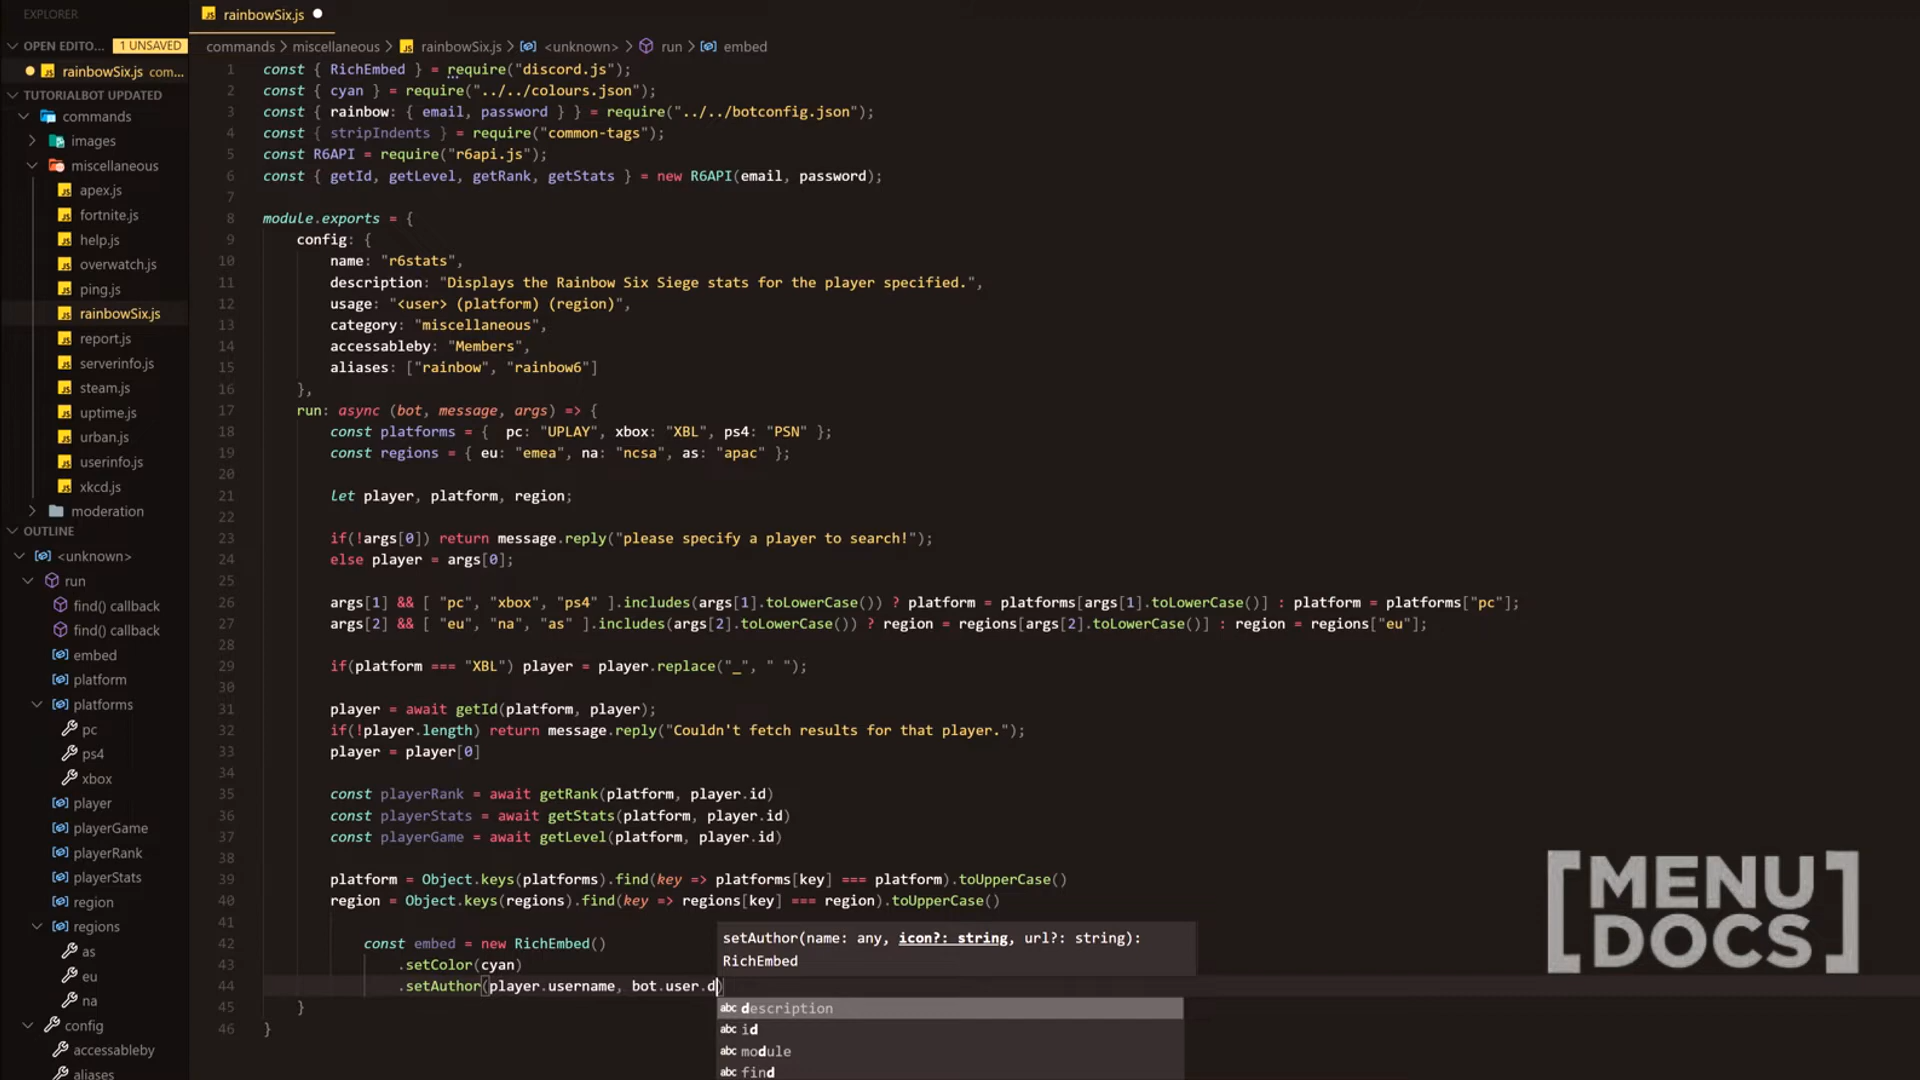 EXPLORER
OPEN EDITO... 1 UNSAVED
rainbowSix.js com...
TUTORIALBOT UPDATED
commands
images
miscellaneous
apex.js
fortnite.js
help.js
overwatch.js
ping.js
rainbowSix.js
report.js
serverinfo.js
steam.js
uptime.js
urban.js
userinfo.js
xkcd.js
moderation
OUTLINE
<unknown>
run
find() callback
find() callback
embed
platform
platforms
pc
ps4
xbox
player
playerGame
playerRank
playerStats
region
regions
as
eu
na
config
accessableby
aliases
rainbowSix.js
commands > miscellaneous > rainbowSix.js > <unknown> > run > embed
1 const { RichEmbed } = require("discord.js");
2 const { cyan } = require("../../colours.json");
3 const { rainbow: { email, password } } = require("../../botconfig.json");
4 const { stripIndents } = require("common-tags");
5 const R6API = require("r6api.js");
6 const { getId, getLevel, getRank, getStats } = new R6API(email, password);
7
8 module.exports = {
9 config: {
10 name: "r6stats",
11 description: "Displays the Rainbow Six Siege stats for the player specified.",
12 usage: "<user> (platform) (region)",
13 category: "miscellaneous",
14 accessableby: "Members",
15 aliases: ["rainbow", "rainbow6"]
16 },
17 run: async (bot, message, args) => {
18 const platforms = {  pc: "UPLAY", xbox: "XBL", ps4: "PSN" };
19 const regions = { eu: "emea", na: "ncsa", as: "apac" };
20
21 let player, platform, region;
22
23 if(!args[0]) return message.reply("please specify a player to search!");
24 else player = args[0];
25
26 args[1] && [ "pc", "xbox", "ps4" ].includes(args[1].toLowerCase()) ? platform = platforms[args[1].toLowerCase()] : platform = platforms["pc"];
27 args[2] && [ "eu", "na", "as" ].includes(args[2].toLowerCase()) ? region = regions[args[2].toLowerCase()] : region = regions["eu"];
28
29 if(platform === "XBL") player = player.replace("_", " ");
30
31 player = await getId(platform, player);
32 if(!player.length) return message.reply("Couldn't fetch results for that player.");
33 player = player[0]
34
35 const playerRank = await getRank(platform, player.id)
36 const playerStats = await getStats(platform, player.id)
37 const playerGame = await getLevel(platform, player.id)
38
39 platform = Object.keys(platforms).find(key => platforms[key] === platform).toUpperCase()
40 region = Object.keys(regions).find(key => regions[key] === region).toUpperCase()
41
42 const embed = new RichEmbed()
43 .setColor(cyan)
44 .setAuthor(player.username, bot.user.d)
45 }
46 }
setAuthor(name: any, icon?: string, url?: string):
RichEmbed
abc description
abc id
abc module
abc find
[MENU
DOCS]